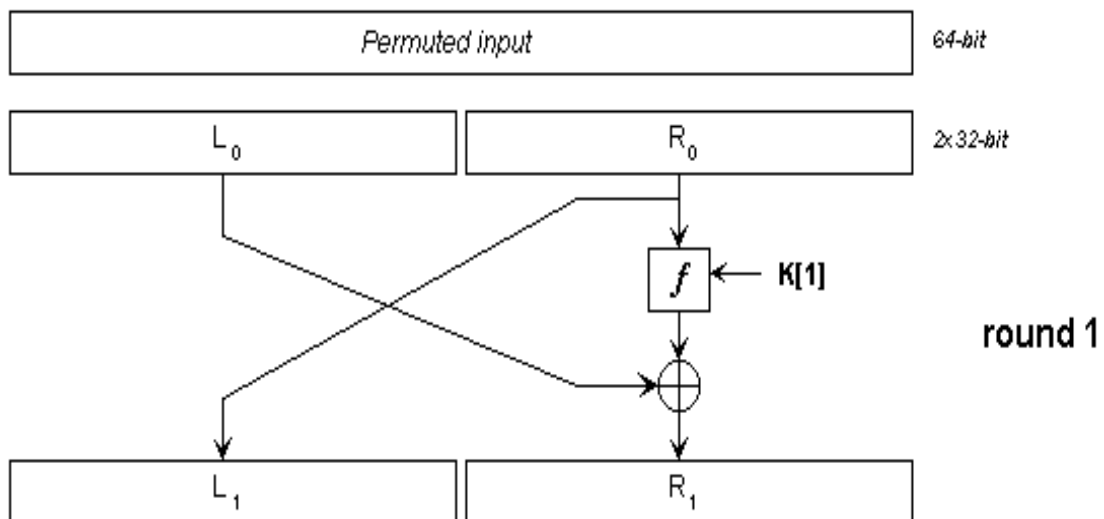 Permuted input 64-bit
L0 R0 2x32-bit
f K[1]
round 1
L1 R1